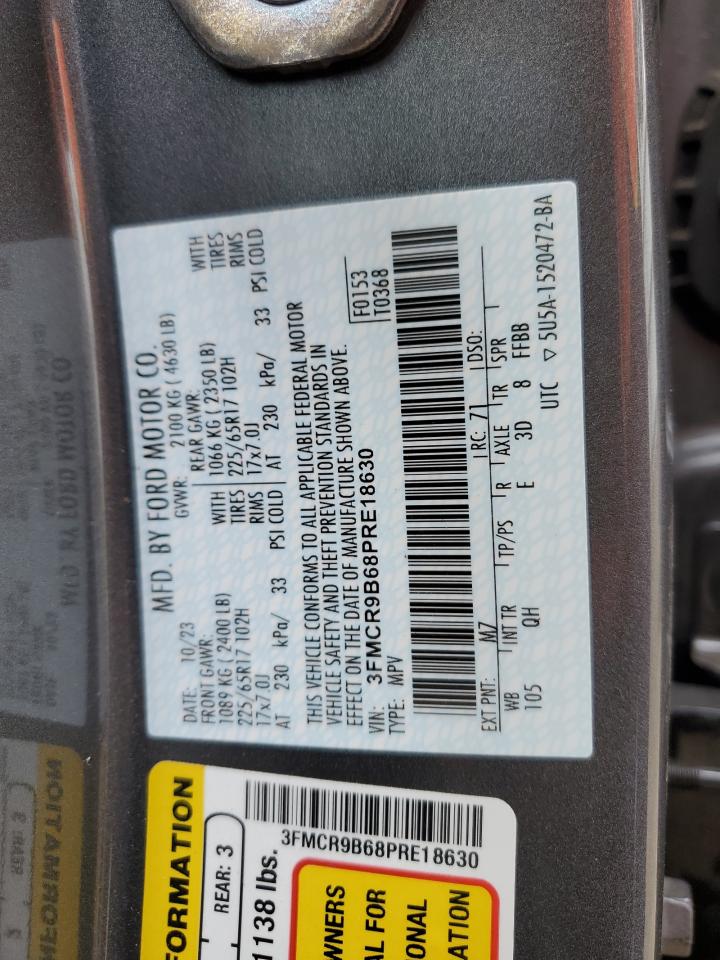 MFD. BY FORD MOTOR CO.
DATE: 10/23 GVWR: 2100 KG ( 4630 LB)
FRONT GAWR: REAR GAWR:
1089 KG ( 2400 LB) WITH 1066 KG ( 2350 LB) WITH
225/65R17 102H TIRES 225/65R17 102H TIRES
17x7.0J RIMS 17x7.0J RIMS
AT 230 kPa/ 33 PSI COLD AT 230 kPa/ 33 PSI COLD
THIS VEHICLE CONFORMS TO ALL APPLICABLE FEDERAL MOTOR
VEHICLE SAFETY AND THEFT PREVENTION STANDARDS IN
EFFECT ON THE DATE OF MANUFACTURE SHOWN ABOVE.
VIN: 3FMCR9B68PRE18630 F0153
TYPE: MPV T0368
EXT PNT: M7 RC: 71 DSO:
WB INT TR TP/PS R AXLE TR SPR
105 QH E 3D 8 FFBB
UTC ▽ 5U5A-1520472-BA
FORMATION
REAR: 3
1138 lbs.
3FMCR9B68PRE18630
WNERS
AL FOR
IONAL
ATION